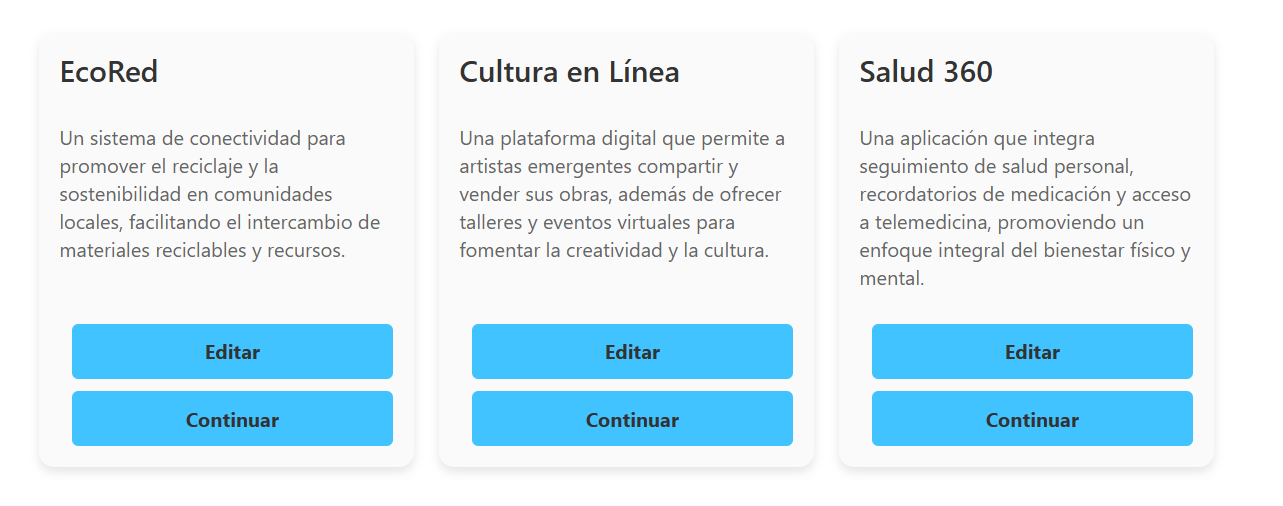 EcoRed
Un sistema de conectividad para
promover el reciclaje y la
sostenibilidad en comunidades
locales, facilitando el intercambio de
materiales reciclables y recursos.
Editar
Continuar
Cultura en Línea
Una plataforma digital que permite a
artistas emergentes compartir y
vender sus obras, además de ofrecer
talleres y eventos virtuales para
fomentar la creatividad y la cultura.
Editar
Continuar
Salud 360
Una aplicación que integra
seguimiento de salud personal,
recordatorios de medicación y acceso
a telemedicina, promoviendo un
enfoque integral del bienestar físico y
mental.
Editar
Continuar